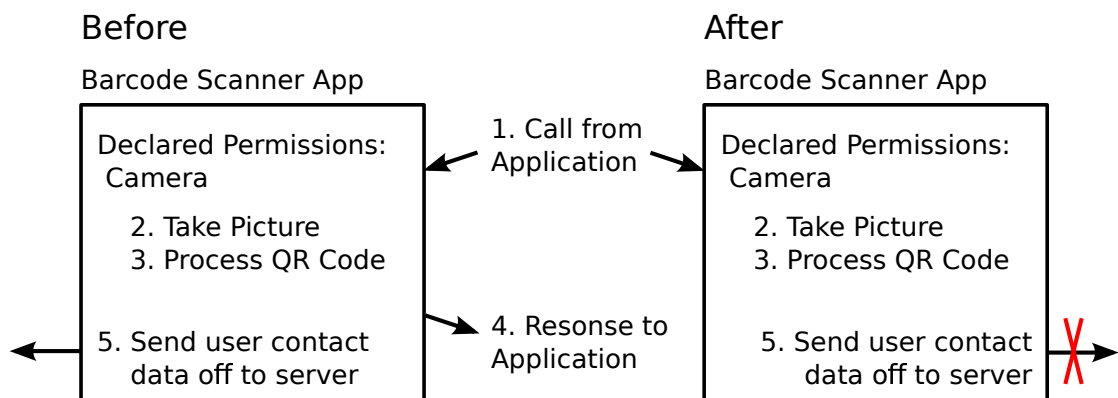 Before
Barcode Scanner App
Declared Permissions:
Camera
2. Take Picture
3. Process QR Code
5. Send user contact
data off to server
1. Call from
Application
4. Resonse to
Application
After
Barcode Scanner App
Declared Permissions:
Camera
2. Take Picture
3. Process QR Code
5. Send user contact
data off to server